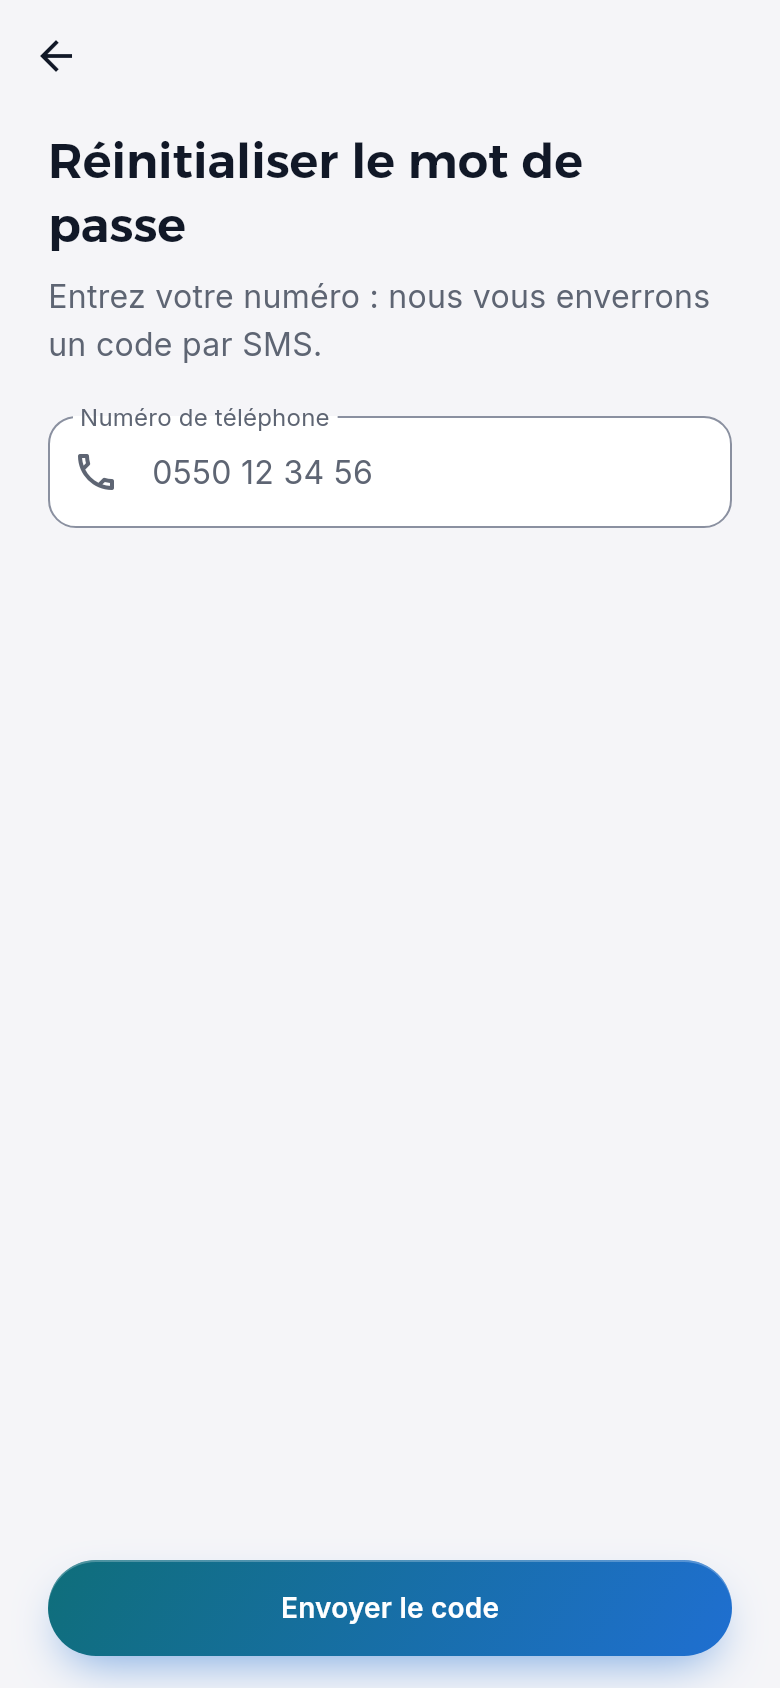 Réinitialiser le mot de
passe
Entrez votre numéro : nous vous enverrons
un code par SMS.
Numéro de téléphone
0550 12 34 56
Envoyer le code